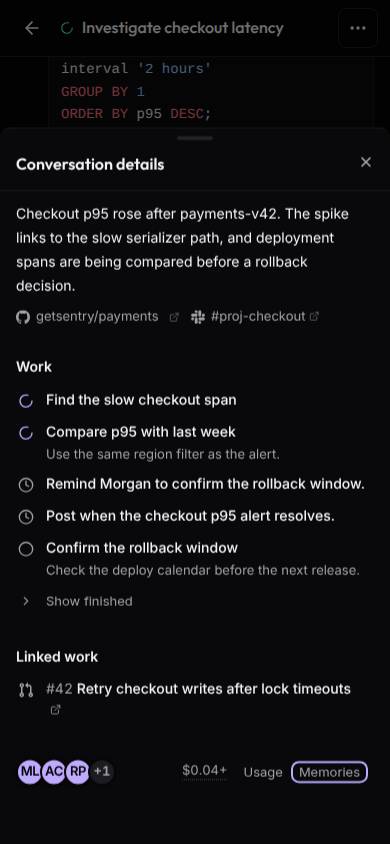 Investigate checkout latency
interval '2 hours'
GROUP BY 1
ORDER BY p95 DESC;
Conversation details
Checkout p95 rose after payments-v42. The spike
links to the slow serializer path, and deployment
spans are being compared before a rollback
decision.
getsentry/payments #proj-checkout
Work
Find the slow checkout span
Compare p95 with last week
Use the same region filter as the alert.
Remind Morgan to confirm the rollback window.
Post when the checkout p95 alert resolves.
Confirm the rollback window
Check the deploy calendar before the next release.
Show finished
Linked work
#42 Retry checkout writes after lock timeouts
ML AC RP +1 $0.04+ Usage Memories